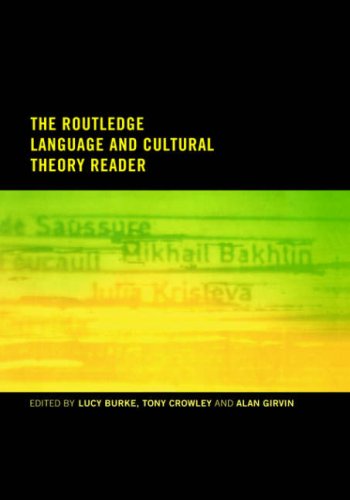 THE ROUTLEDGE
LANGUAGE AND CULTURAL
THEORY READER
de Saussure
Mikhail Bakhtin
Foucault
Julia Kristeva
EDITED BY LUCY BURKE, TONY CROWLEY AND ALAN GIRVIN